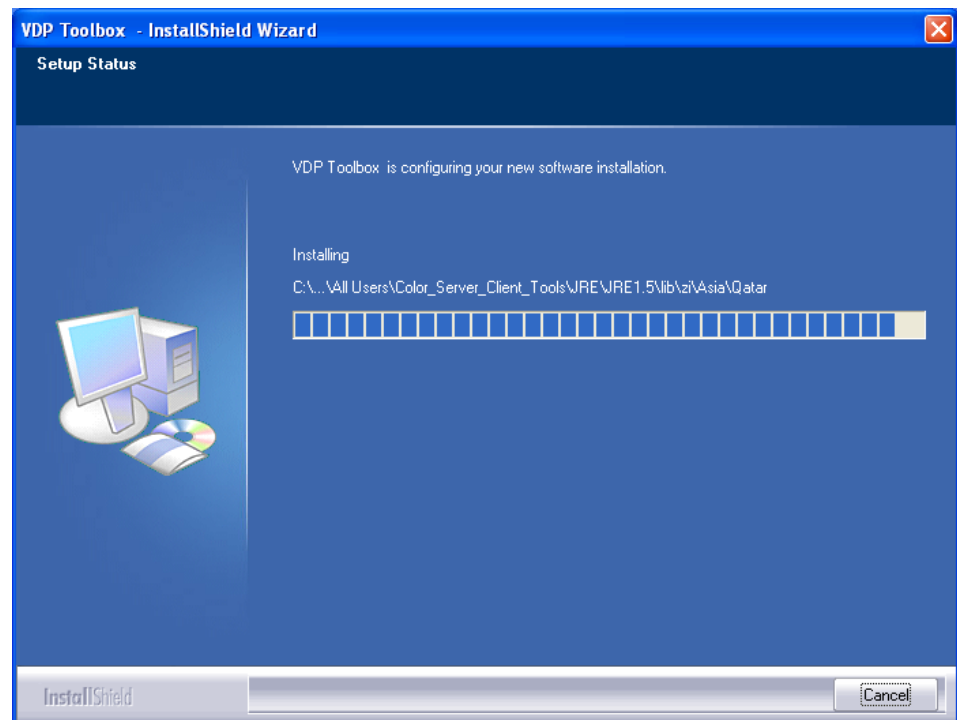 VDP Toolbox - InstallShield Wizard
Setup Status
VDP Toolbox is configuring your new software installation.
Installing
C:\...\All Users\Color_Server_Client_Tools\JRE\JRE1.5\lib\zi\Asia\Qatar
InstallShield
Cancel